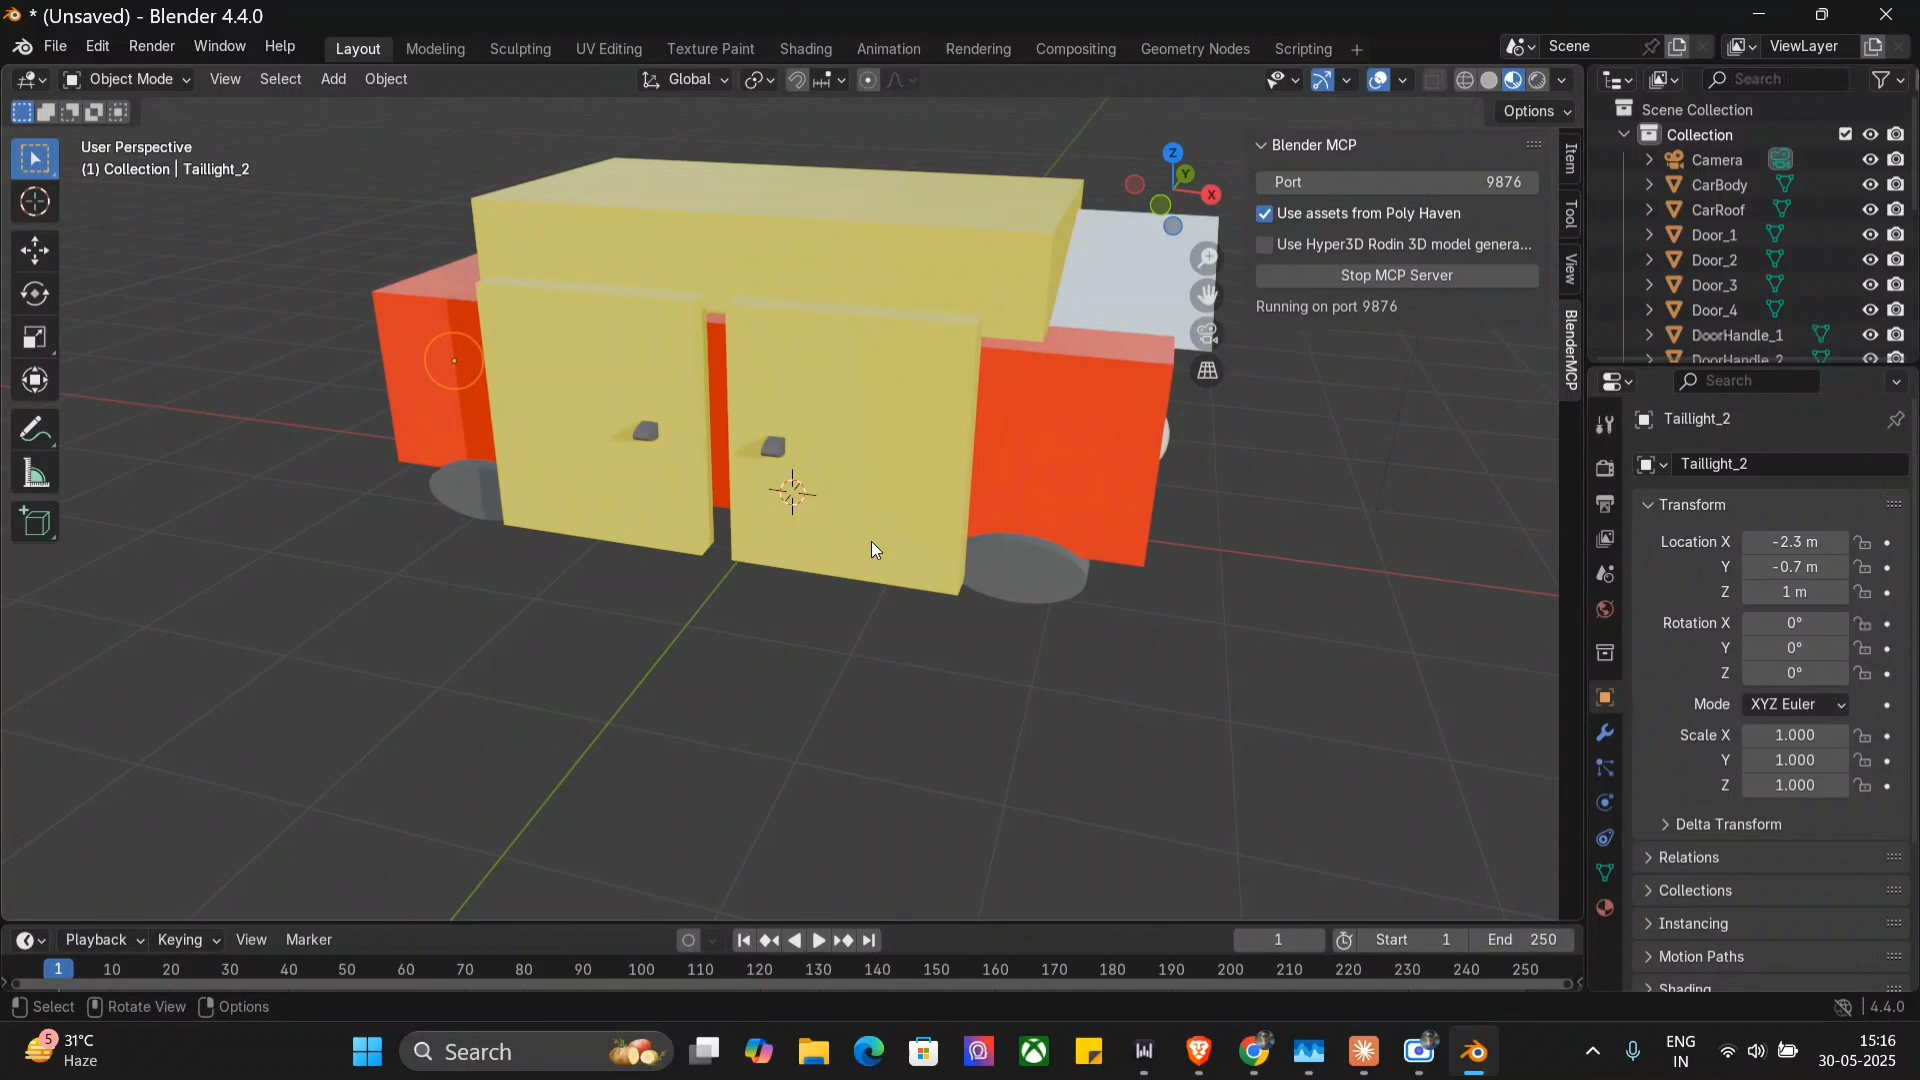 * (Unsaved) - Blender 4.4.0
File Edit Render Window Help
Layout Modeling Sculpting UV Editing Texture Paint Shading Animation Rendering Compositing Geometry Nodes Scripting +
Scene
ViewLayer
Object Mode View Select Add Object
Global
Search
Options
Scene Collection
Collection
Camera
CarBody
CarRoof
Door_1
Door_2
Door_3
Door_4
DoorHandle_1
DoorHandle_2
User Perspective
(1) Collection | Taillight_2
Z
Y
X
Blender MCP
Port 9876
Use assets from Poly Haven
Use Hyper3D Rodin 3D model genera...
Stop MCP Server
Running on port 9876
Item
Tool
View
BlenderMCP
Search
Taillight_2
Taillight_2
Transform
Location X -2.3 m
Y -0.7 m
Z 1 m
Rotation X 0°
Y 0°
Z 0°
Mode XYZ Euler
Scale X 1.000
Y 1.000
Z 1.000
Delta Transform
Relations
Collections
Instancing
Motion Paths
Shading
Playback Keying View Marker
1 Start 1 End 250
1 10 20 30 40 50 60 70 80 90 100 110 120 130 140 150 160 170 180 190 200 210 220 230 240 250
Select Rotate View Options
4.4.0
5
31°C
Haze
Search
ENG
IN
15:16
30-05-2025